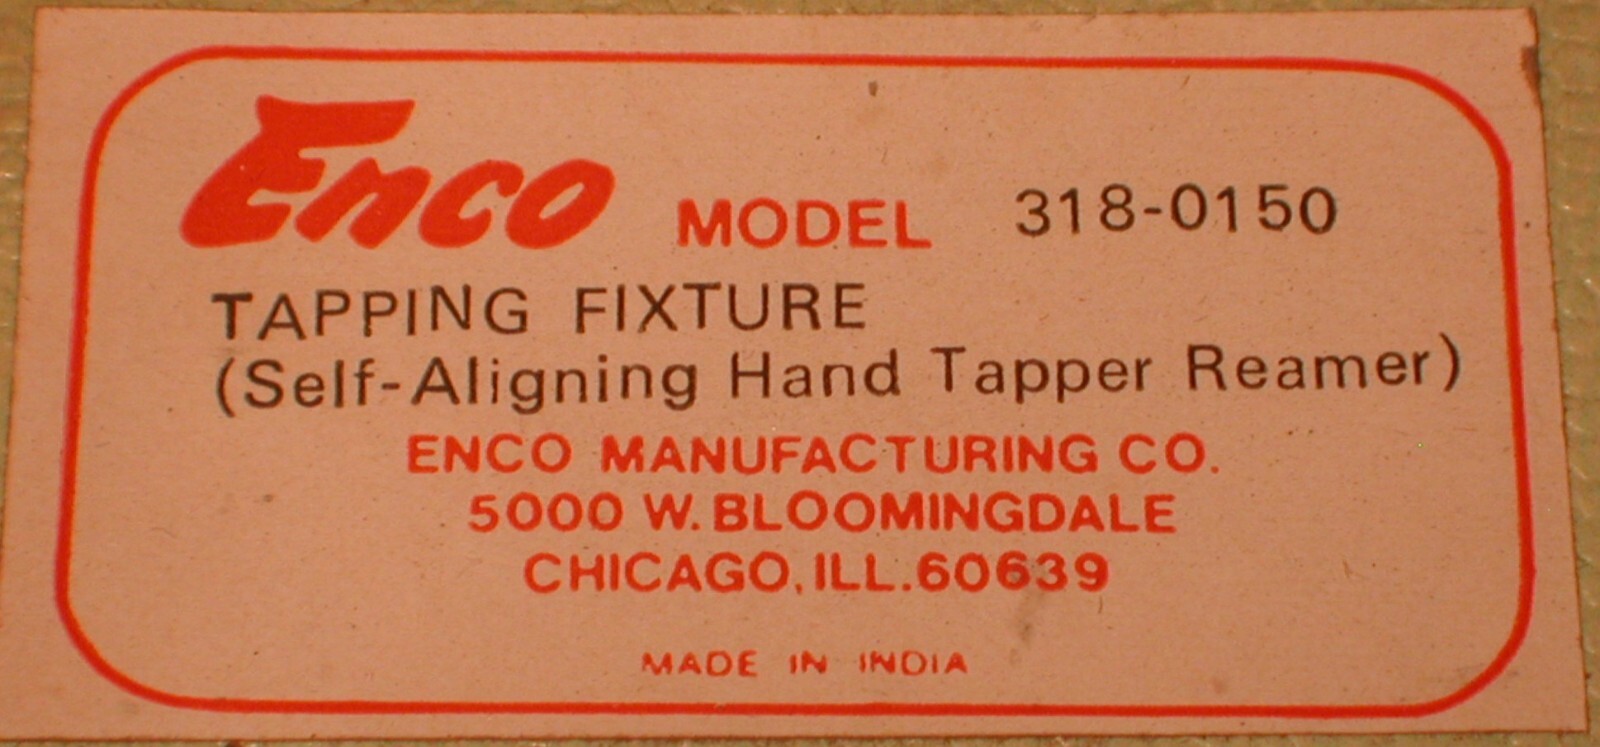 Enco MODEL 318-0150
TAPPING FIXTURE
(Self-Aligning Hand Tapper Reamer)
ENCO MANUFACTURING CO.
5000 W. BLOOMINGDALE
CHICAGO, ILL. 60639
MADE IN INDIA